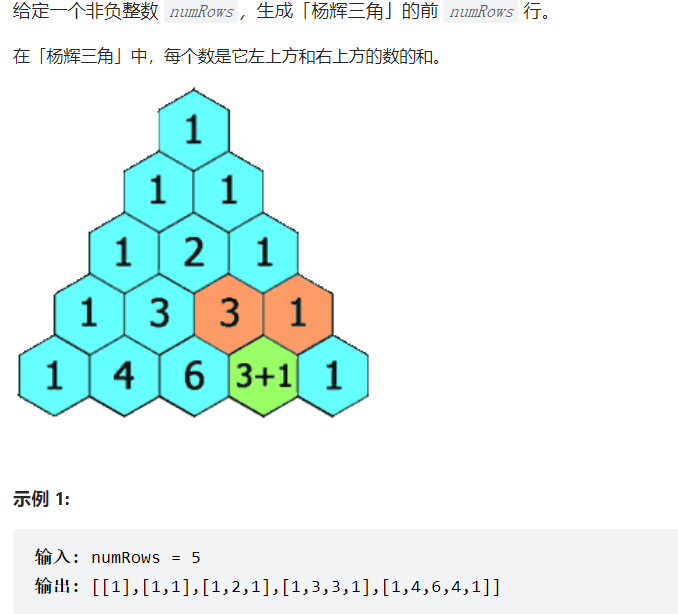 给定一个非负整数 numRows，生成「杨辉三角」的前 numRows 行。
在「杨辉三角」中，每个数是它左上方和右上方的数的和。
1
1 1
1 2 1
1 3 3 1
1 4 6 3+1 1
示例 1:
输入: numRows = 5
输出: [[1],[1,1],[1,2,1],[1,3,3,1],[1,4,6,4,1]]